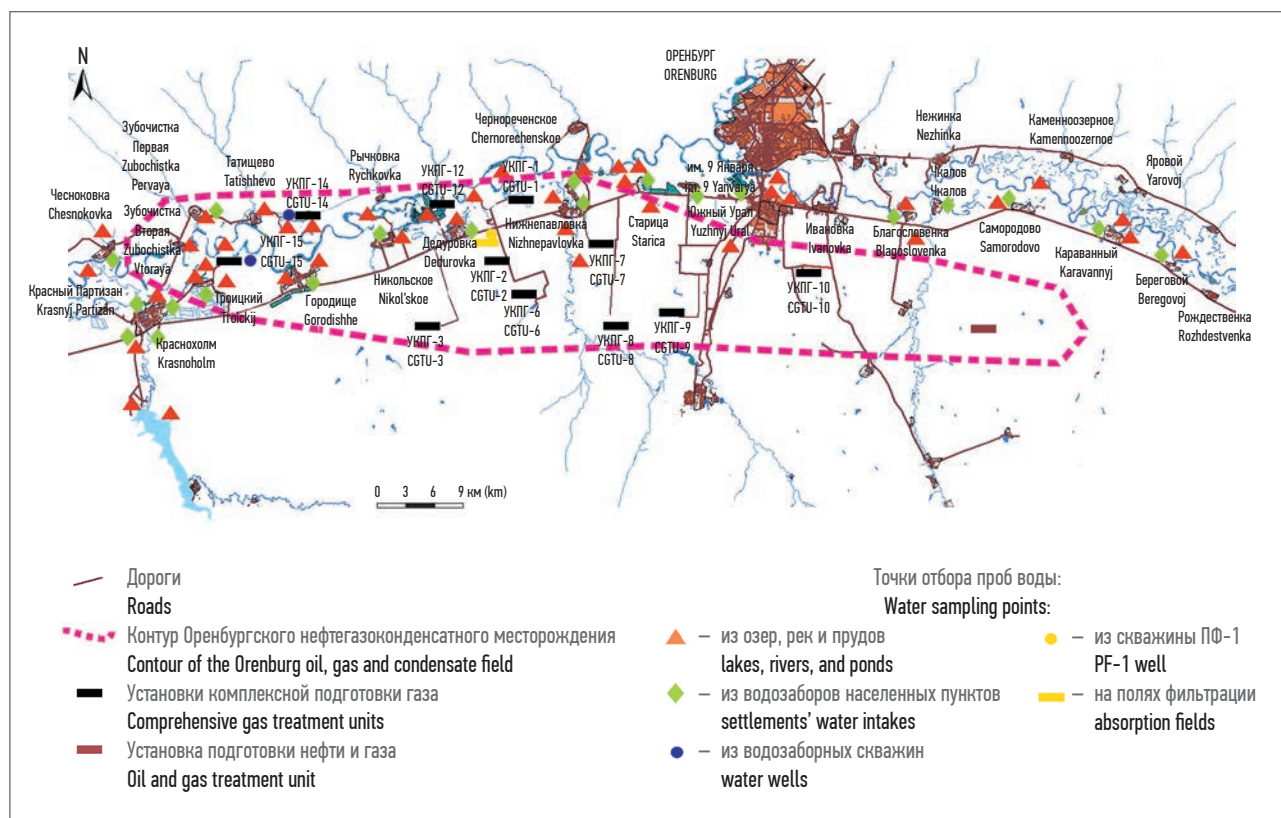 N
ОРЕНБУРГ
ORENBURG
Зубочистка
Первая
Zubochistka
Pervaya
Чесноковка
Chesnokovka
Зубочистка
Вторая
Zubochistka
Vtoraya
Татищево
Tatishhevo
УКПГ-14
CGTU-14
УКПГ-15
CGTU-15
Рычковка
Rychkovka
УКПГ-12
CGTU-12
Чернореченское
Chernorechenskoe
УКПГ-1
CGTU-1
им. 9 Января
im. 9 Yanvarya
Южный Урал
Yuzhnyj Ural
Нежинка
Nezhinka
Чкалов
Чкалов
Каменноозерное
Kamennoozernoe
Яровой
Yarovoj
Красный Партизан
Krasnyj Partizan
Краснохолм
Krasnoholm
Троицкий
Troickij
Городище
Gorodishhe
Никольское
Nikol'skoe
Дедуровка
Dedurovka
УКПГ-2
CGTU-2
УКПГ-3
CGTU-3
УКПГ-6
CGTU-6
Нижнепавловка
Nizhnepavlovka
УКПГ-7
CGTU-7
УКПГ-8
CGTU-8
Старица
Starica
УКПГ-9
CGTU-9
Ивановка
Ivanovka
УКПГ-10
CGTU-10
Благословенка
Blagoslovenka
Самородово
Samorodovo
Караванный
Karavannyj
Береговой
Beregovoj
Рождественка
Rozhdestvenka
0 3 6 9 км (km)
Дороги
Roads
Контур Оренбургского нефтегазоконденсатного месторождения
Contour of the Orenburg oil, gas and condensate field
Установки комплексной подготовки газа
Comprehensive gas treatment units
Установка подготовки нефти и газа
Oil and gas treatment unit
Точки отбора проб воды:
Water sampling points:
– из озер, рек и прудов
lakes, rivers, and ponds
– из водозаборов населенных пунктов
settlements' water intakes
– из водозаборных скважин
water wells
– из скважины ПФ-1
PF-1 well
– на полях фильтрации
absorption fields